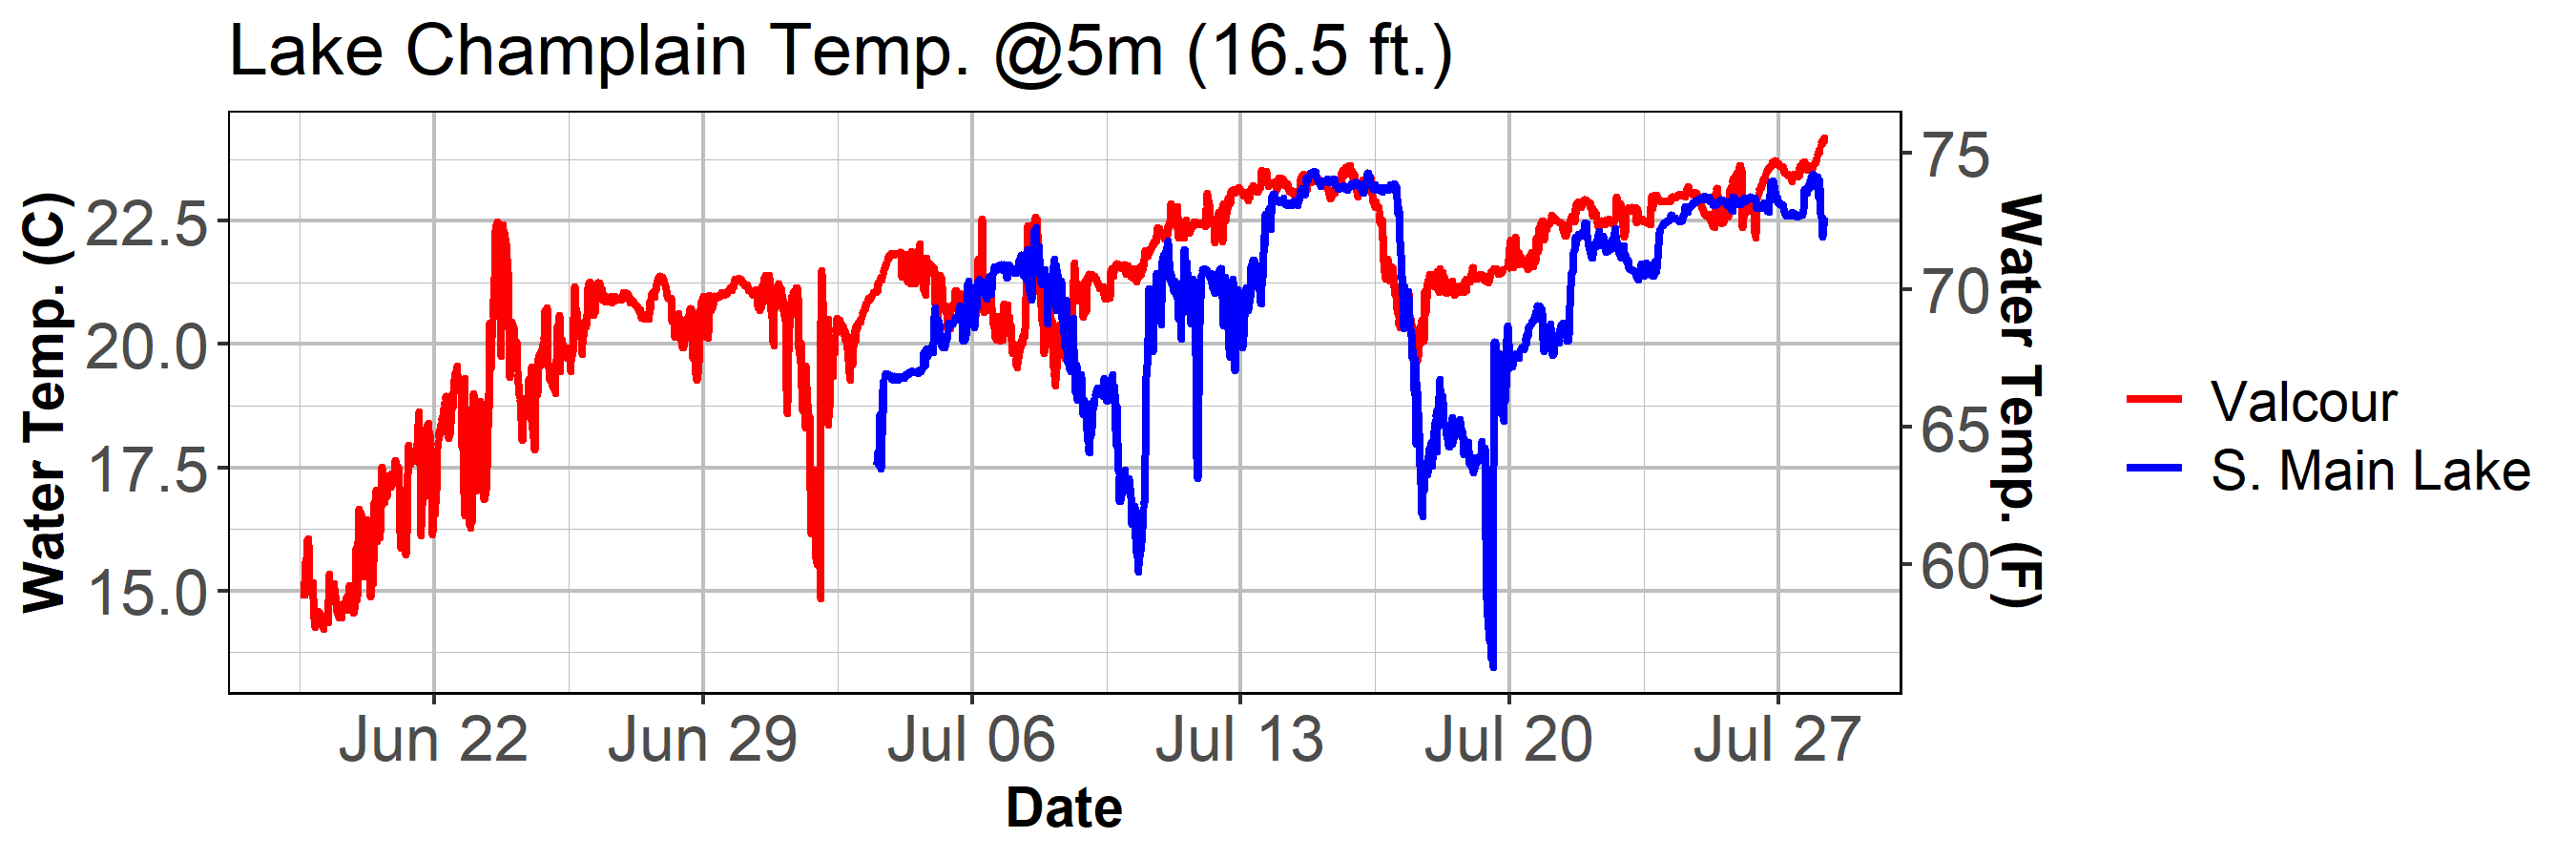 Lake Champlain Temp. @5m (16.5 ft.)
Water Temp. (C)
22.5
20.0
17.5
15.0
75
70
65
60
Water Temp. (F)
Jun 22
Jun 29
Jul 06
Jul 13
Jul 20
Jul 27
Date
Valcour
S. Main Lake